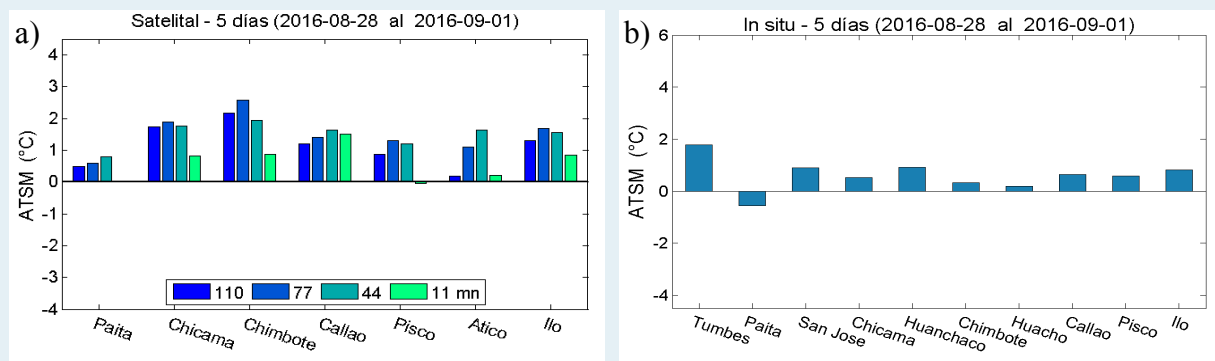 a)
Satelital - 5 días (2016-08-28 al 2016-09-01)
ATSM (°C)
4
3
2
1
0
-1
-2
-3
-4
110 77 44 11 mn
Paita Chicama Chimbote Callao Pisco Atico Ilo
b)
In situ - 5 días (2016-08-28 al 2016-09-01)
ATSM (°C)
6
4
2
0
-2
-4
Tumbes Paita San Jose Chicama Huanchaco Chimbote Huacho Callao Pisco Ilo